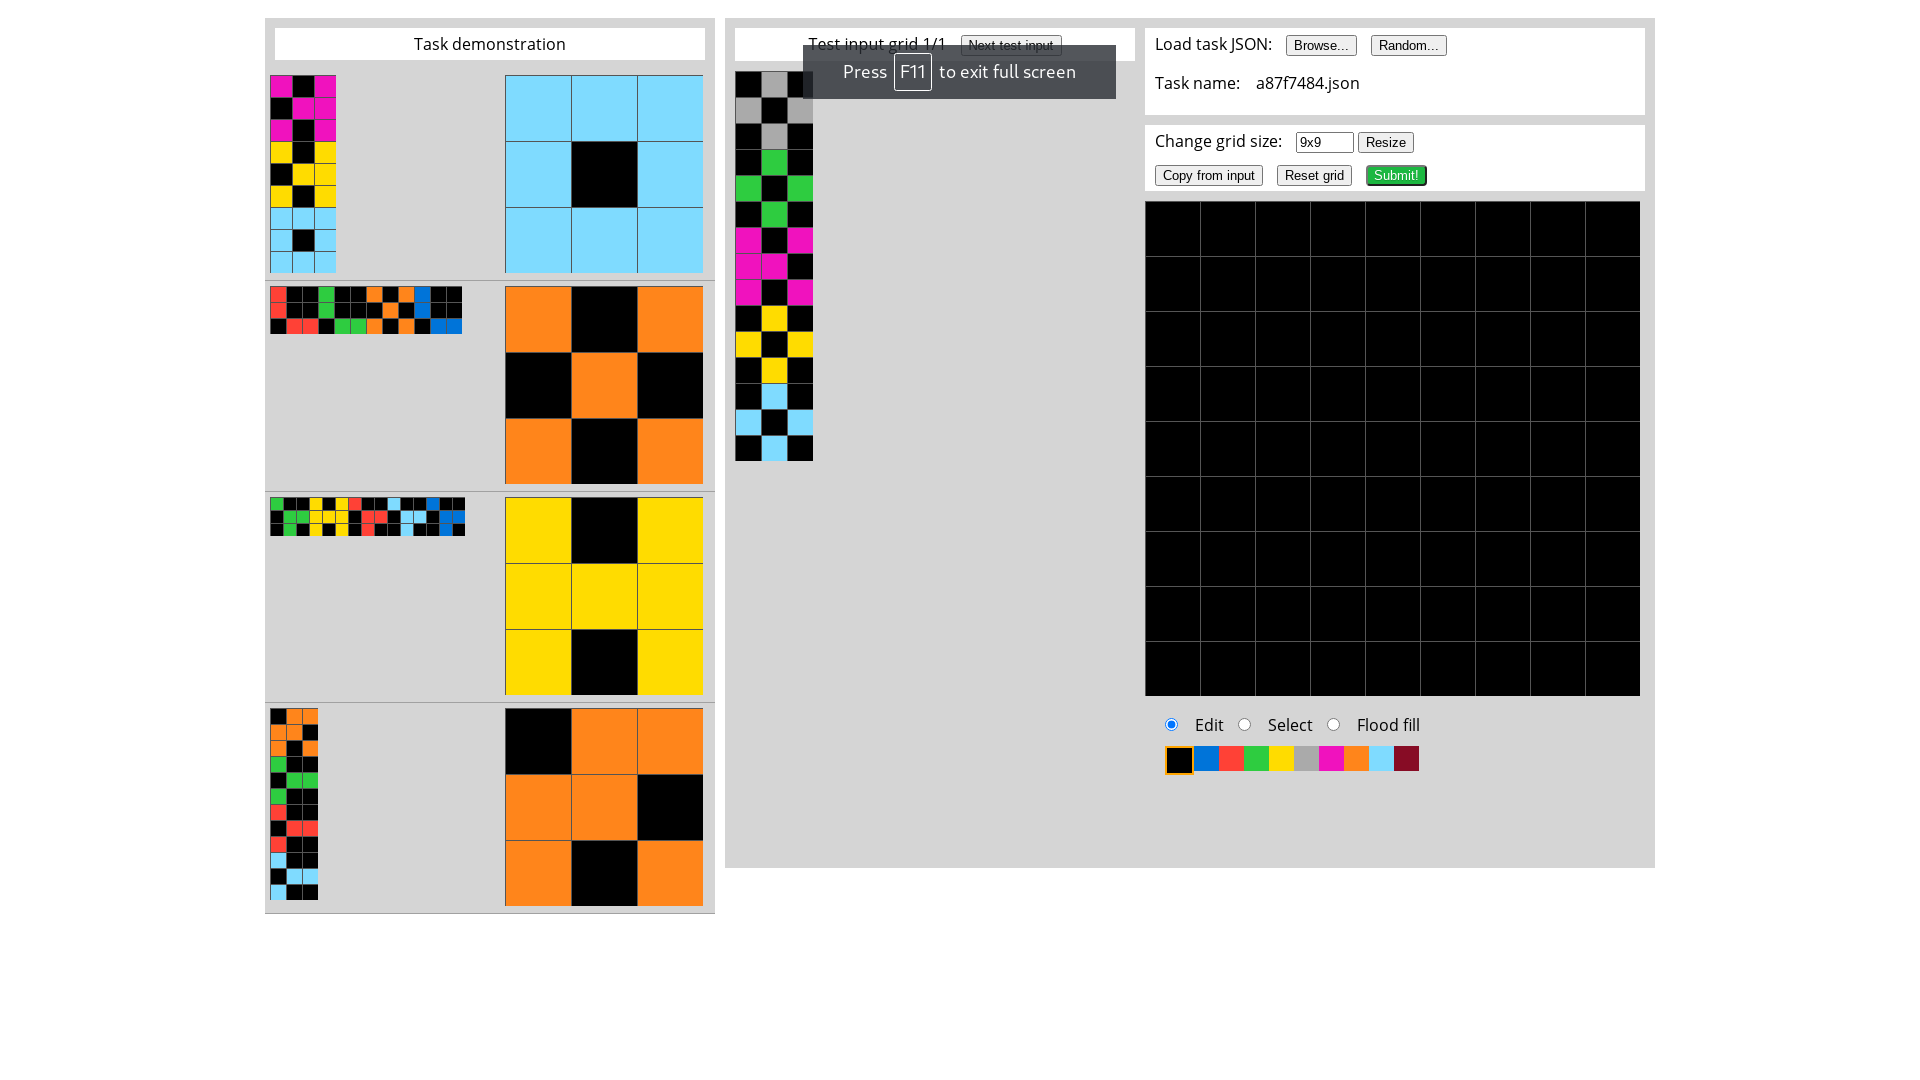 Task demonstration
Test input grid 1/1 Next test input
Press F11 to exit full screen
Load task JSON: Browse... Random...
Task name: a87f7484.json
Change grid size: 9x9 Resize
Copy from input Reset grid Submit!
Edit Select Flood fill